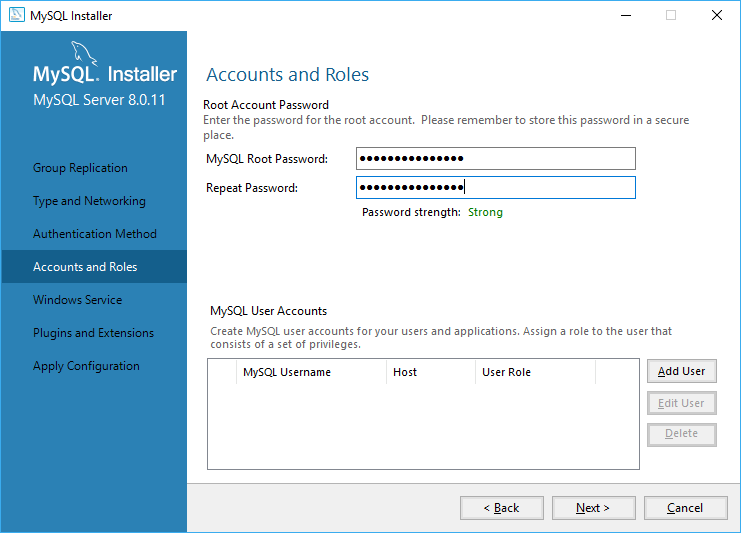 MySQL Installer
MySQL. Installer
MySQL Server 8.0.11
Group Replication
Type and Networking
Authentication Method
Accounts and Roles
Windows Service
Plugins and Extensions
Apply Configuration
Accounts and Roles
Root Account Password
Enter the password for the root account.  Please remember to store this password in a secure
place.
MySQL Root Password: ●●●●●●●●●●●●●●●
Repeat Password: ●●●●●●●●●●●●●●●
Password strength: Strong
MySQL User Accounts
Create MySQL user accounts for your users and applications. Assign a role to the user that
consists of a set of privileges.
MySQL Username Host User Role
Add User
Edit User
Delete
< Back Next > Cancel